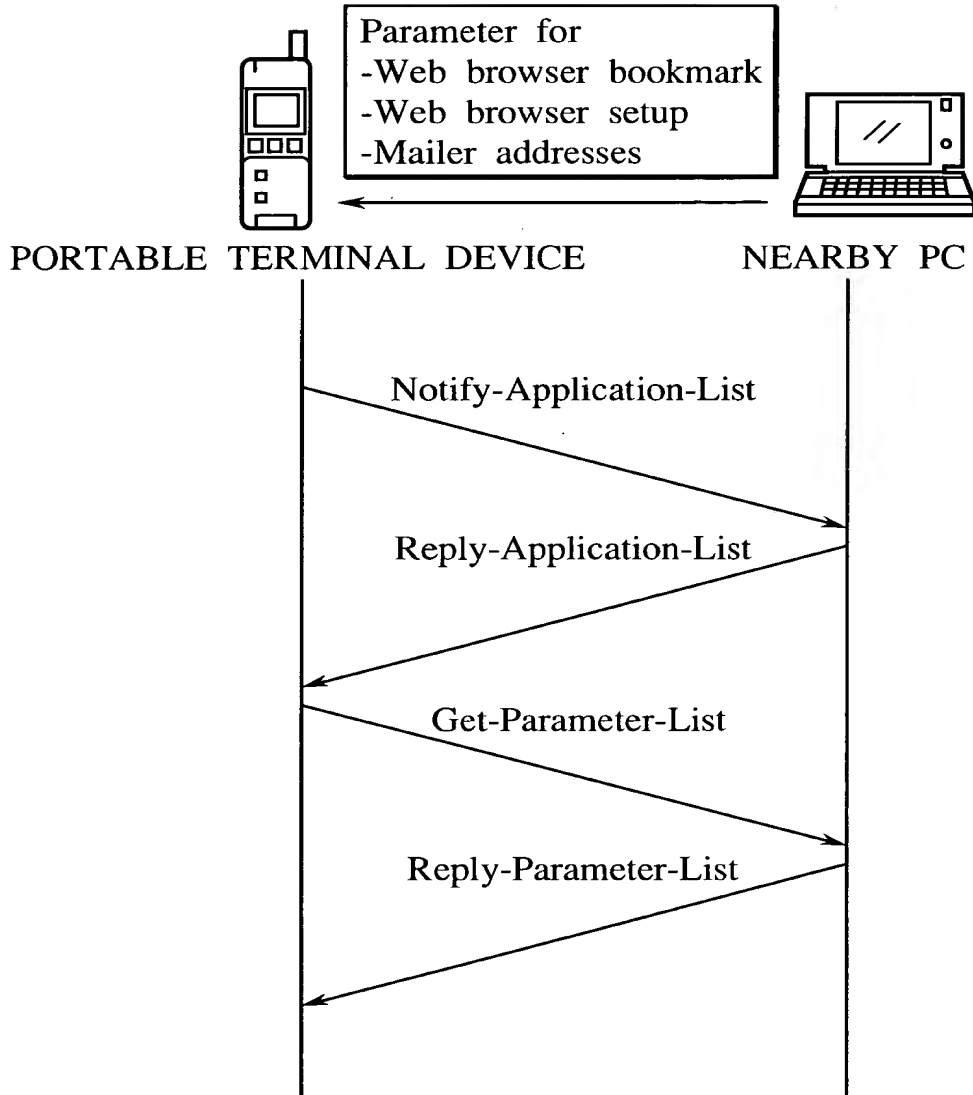 Parameter for
-Web browser bookmark
-Web browser setup
-Mailer addresses
PORTABLE TERMINAL DEVICE
NEARBY PC
Notify-Application-List
Reply-Application-List
Get-Parameter-List
Reply-Parameter-List